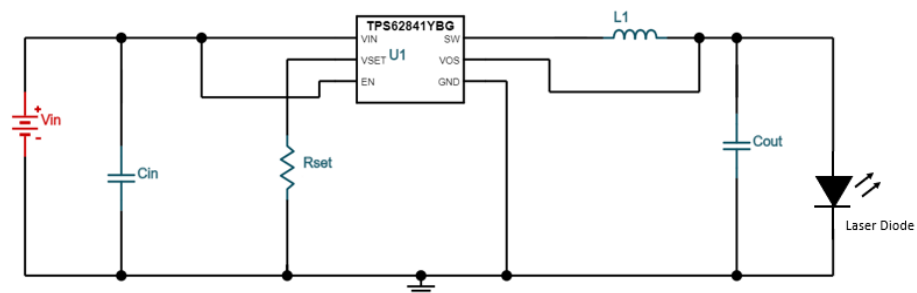 TPS62841YBG
L1
VIN
SW
VSET
U1
VOS
EN
GND
+
Vin
-
Cin
Rset
Cout
Laser Diode